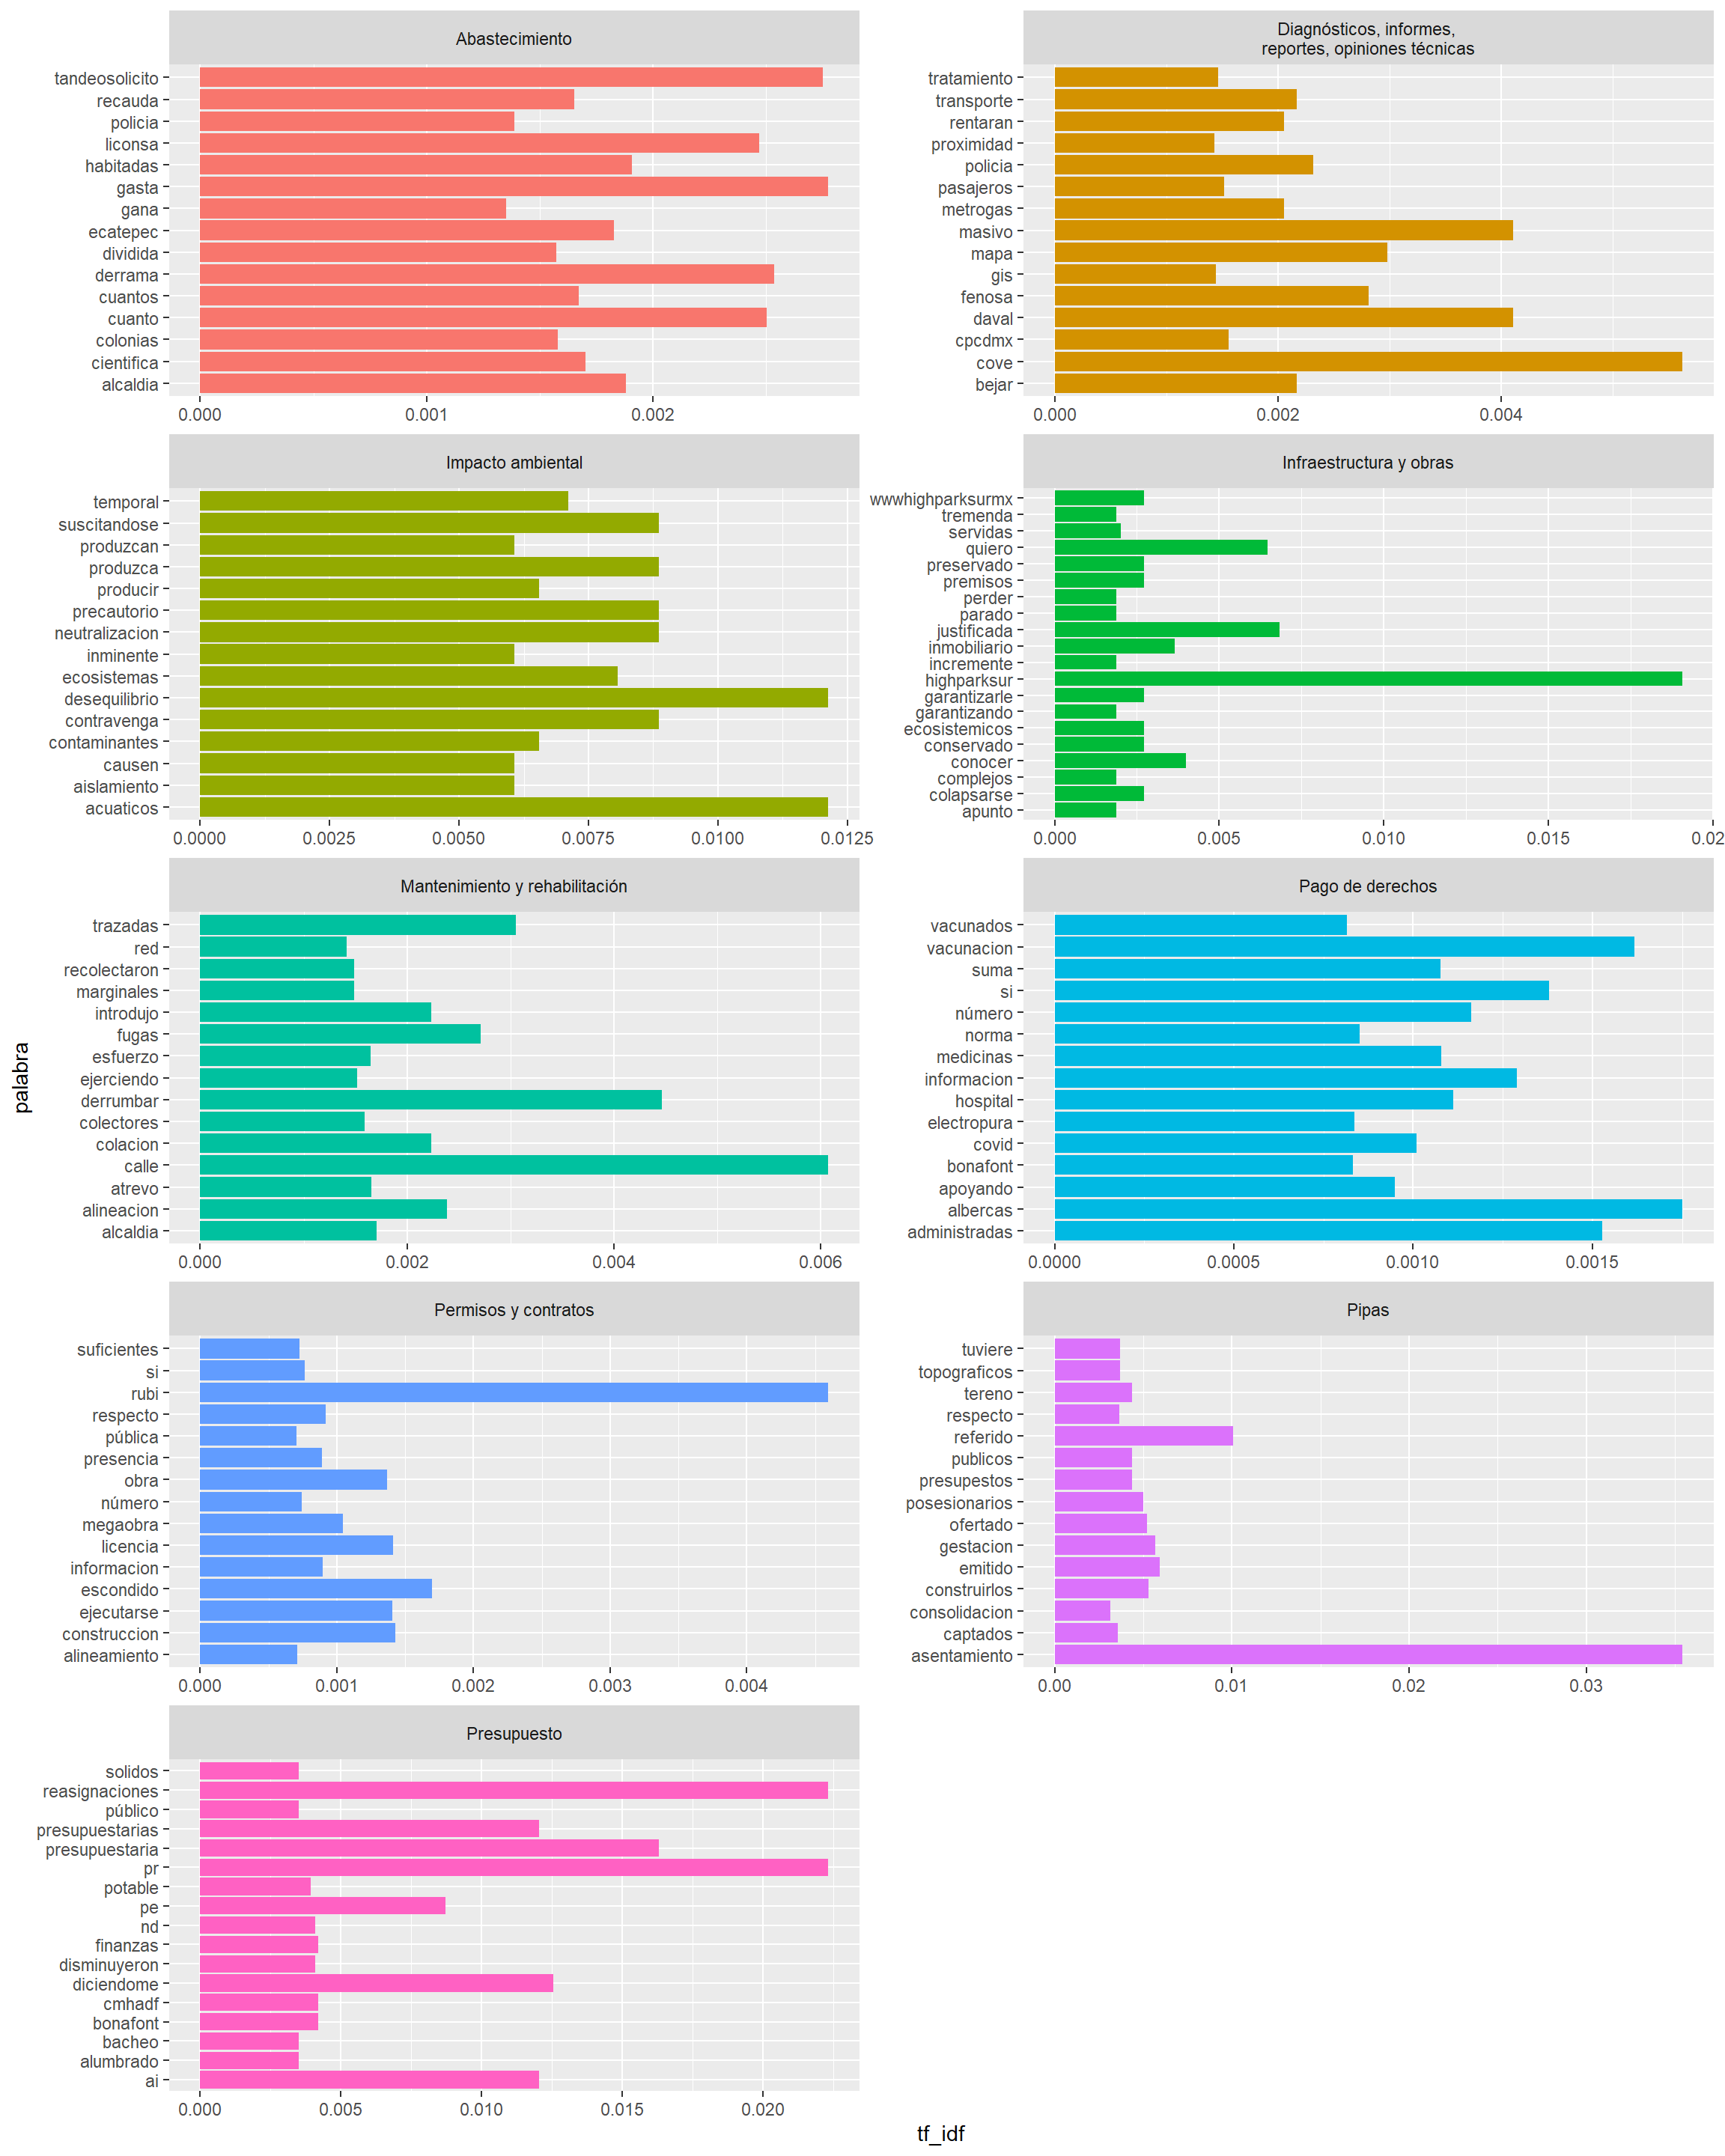 Abastecimiento
tandeosolicito
recauda
policia
liconsa
habitadas
gasta
gana
ecatepec
dividida
derrama
cuantos
cuanto
colonias
cientifica
alcaldia
0.000 0.001 0.002
Diagnósticos, informes,
reportes, opiniones técnicas
tratamiento
transporte
rentaran
proximidad
policia
pasajeros
metrogas
masivo
mapa
gis
fenosa
daval
cpcdmx
cove
bejar
0.000 0.002 0.004
Impacto ambiental
temporal
suscitandose
produzcan
produzca
producir
precautorio
neutralizacion
inminente
ecosistemas
desequilibrio
contravenga
contaminantes
causen
aislamiento
acuaticos
0.0000 0.0025 0.0050 0.0075 0.0100 0.0125
Infraestructura y obras
wwwhighparksurmx
tremenda
servidas
quiero
preservado
premisos
perder
parado
justificada
inmobiliario
incremente
highparksur
garantizarle
garantizando
ecosistemicos
conservado
conocer
complejos
colapsarse
apunto
0.000 0.005 0.010 0.015 0.02
Mantenimiento y rehabilitación
trazadas
red
recolectaron
marginales
introdujo
fugas
esfuerzo
ejerciendo
derrumbar
colectores
colacion
calle
atrevo
alineacion
alcaldia
0.000 0.002 0.004 0.006
Pago de derechos
vacunados
vacunacion
suma
si
número
norma
medicinas
informacion
hospital
electropura
covid
bonafont
apoyando
albercas
administradas
0.0000 0.0005 0.0010 0.0015
palabra
Permisos y contratos
suficientes
si
rubi
respecto
pública
presencia
obra
número
megaobra
licencia
informacion
escondido
ejecutarse
construccion
alineamiento
0.000 0.001 0.002 0.003 0.004
Pipas
tuviere
topograficos
tereno
respecto
referido
publicos
presupestos
posesionarios
ofertado
gestacion
emitido
construirlos
consolidacion
captados
asentamiento
0.00 0.01 0.02 0.03
Presupuesto
solidos
reasignaciones
público
presupuestarias
presupuestaria
pr
potable
pe
nd
finanzas
disminuyeron
diciendome
cmhadf
bonafont
bacheo
alumbrado
ai
0.000 0.005 0.010 0.015 0.020
tf_idf